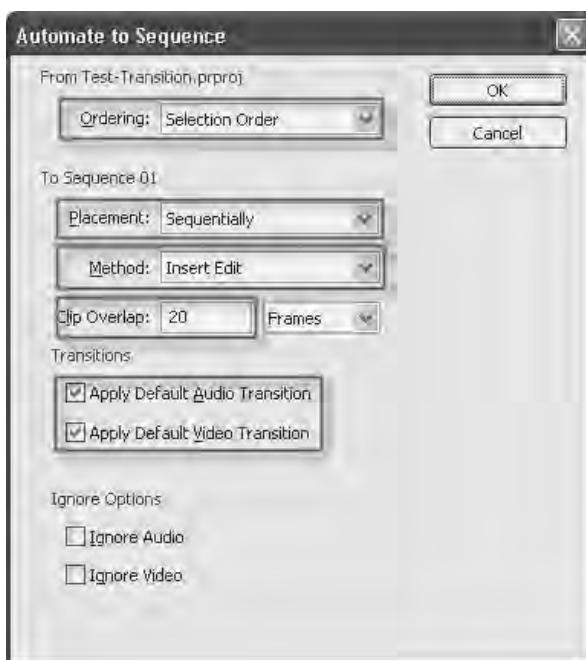 Automate to Sequence
From Test-Transition.prproj
OK
Ordering: Selection Order
Cancel
To Sequence 01
Placement: Sequentially
Method: Insert Edit
Clip Overlap: 20 Frames
Transitions
Apply Default Audio Transition
Apply Default Video Transition
Ignore Options
Ignore Audio
Ignore Video